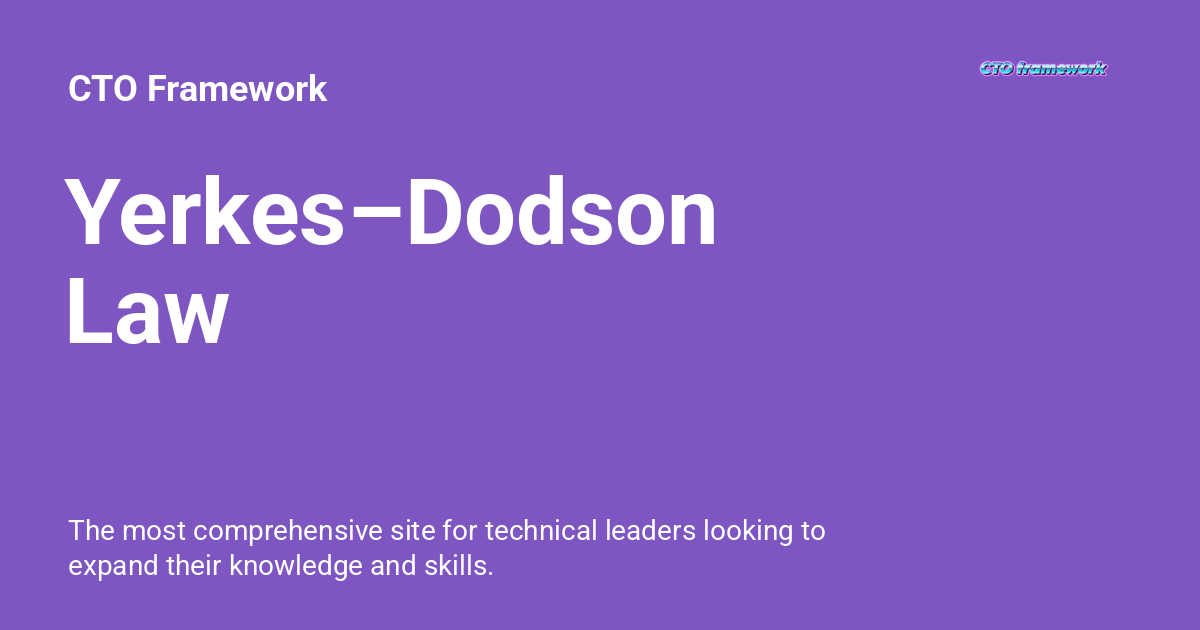 CTO Framework
CTO framework
Yerkes–Dodson
Law
The most comprehensive site for technical leaders looking to
expand their knowledge and skills.